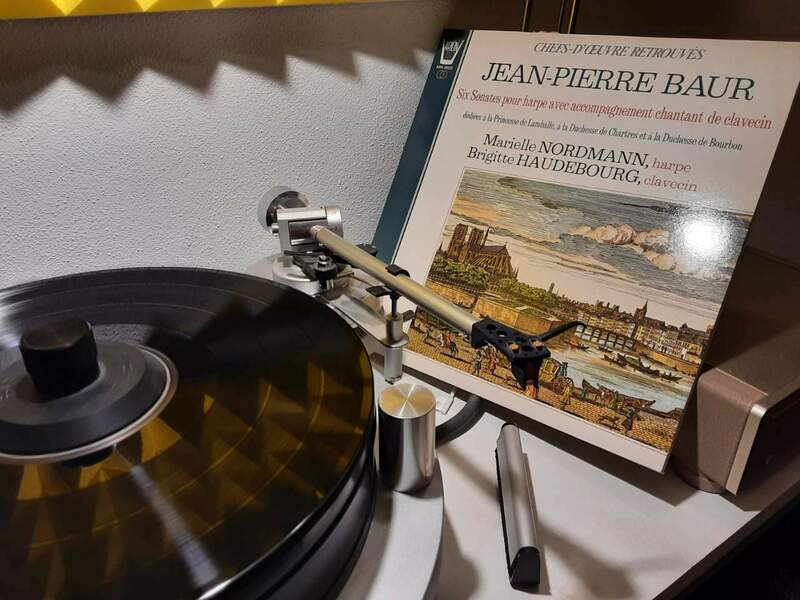 CHEFS-D'ŒUVRE RETROUVÉS
JEAN-PIERRE BAUR
Six Sonates pour harpe avec accompagnement chantant de clavecin
dédiées à la Princesse de Lamballe, à la Duchesse de Chartres et à la Duchesse de Bourbon
Marielle NORDMANN, harpe
Brigitte HAUDEBOURG, clavecin